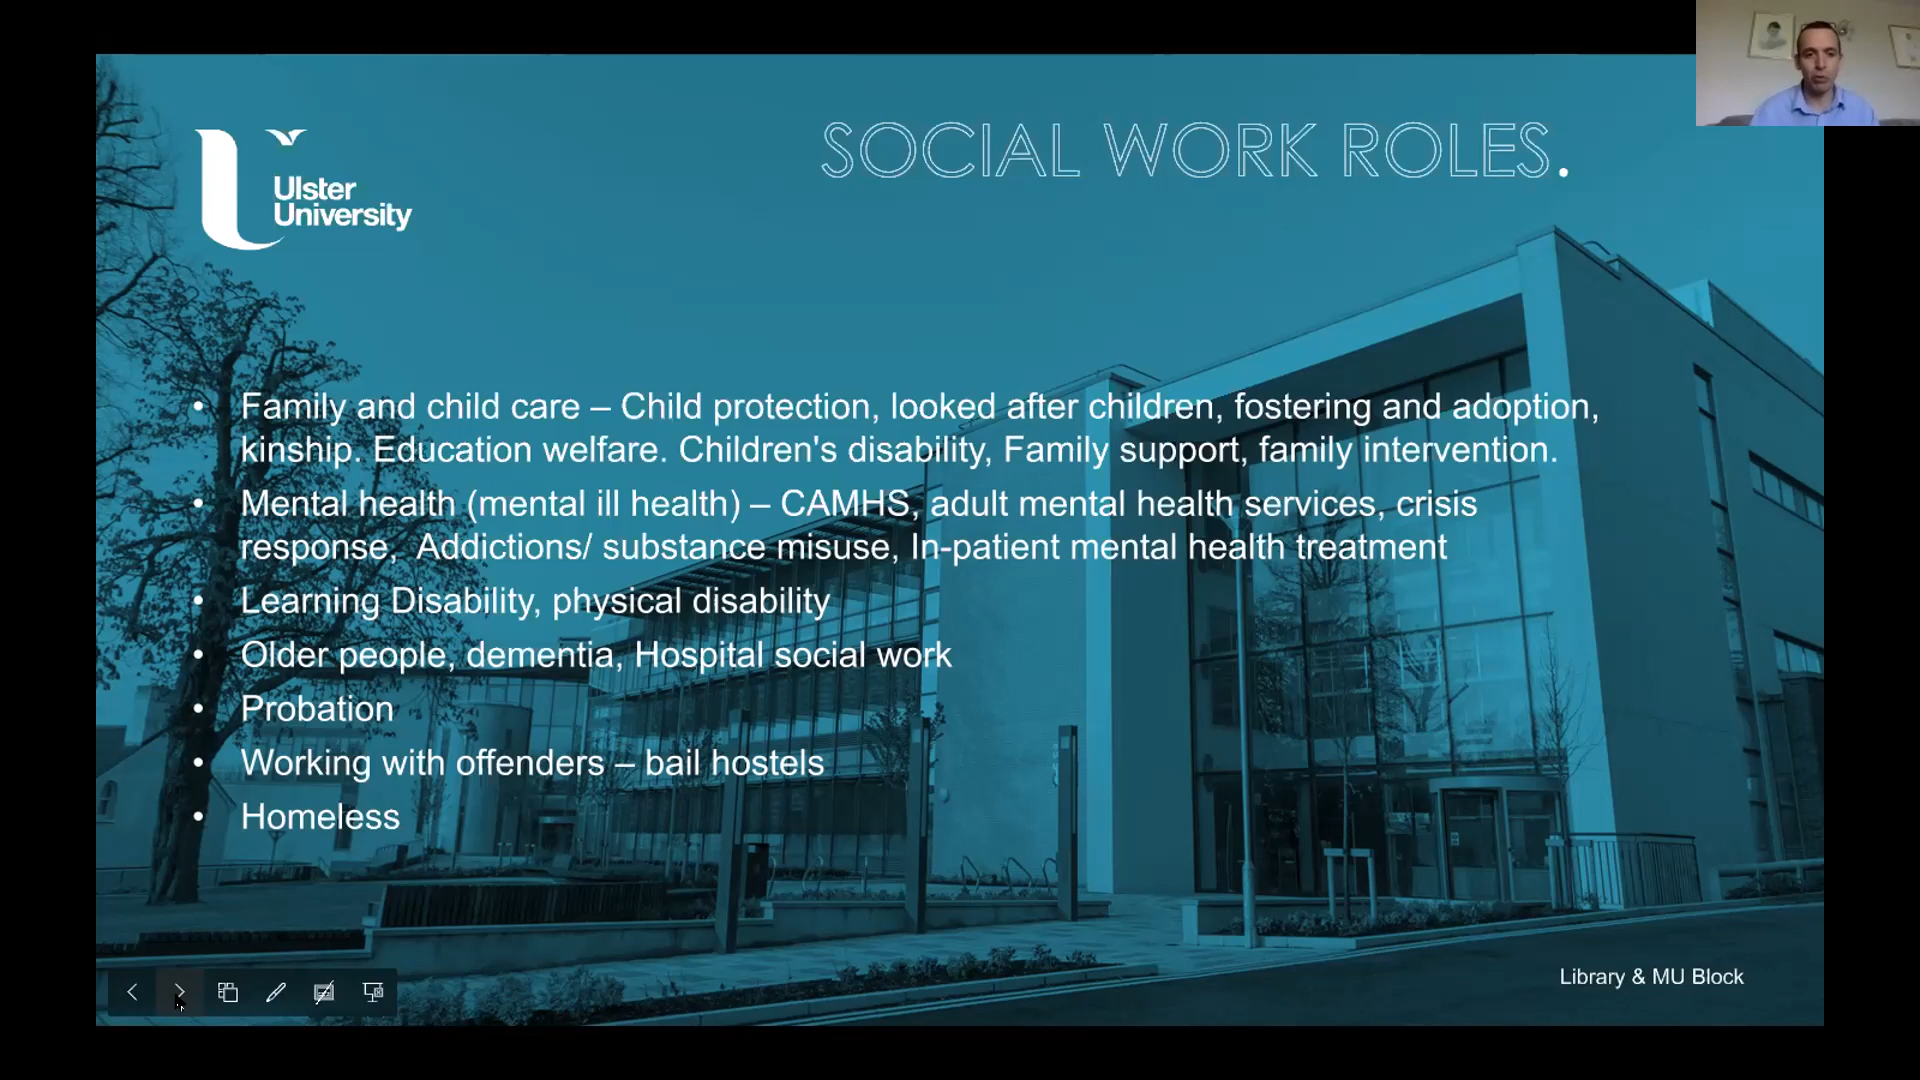 SOCIAL WORK ROLES.
Ulster
University
• Family and child care – Child protection, looked after children, fostering and adoption,
kinship. Education welfare. Children's disability, Family support, family intervention.
• Mental health (mental ill health) – CAMHS, adult mental health services, crisis
response,  Addictions/ substance misuse, In-patient mental health treatment
• Learning Disability, physical disability
• Older people, dementia, Hospital social work
• Probation
• Working with offenders – bail hostels
• Homeless
Library & MU Block